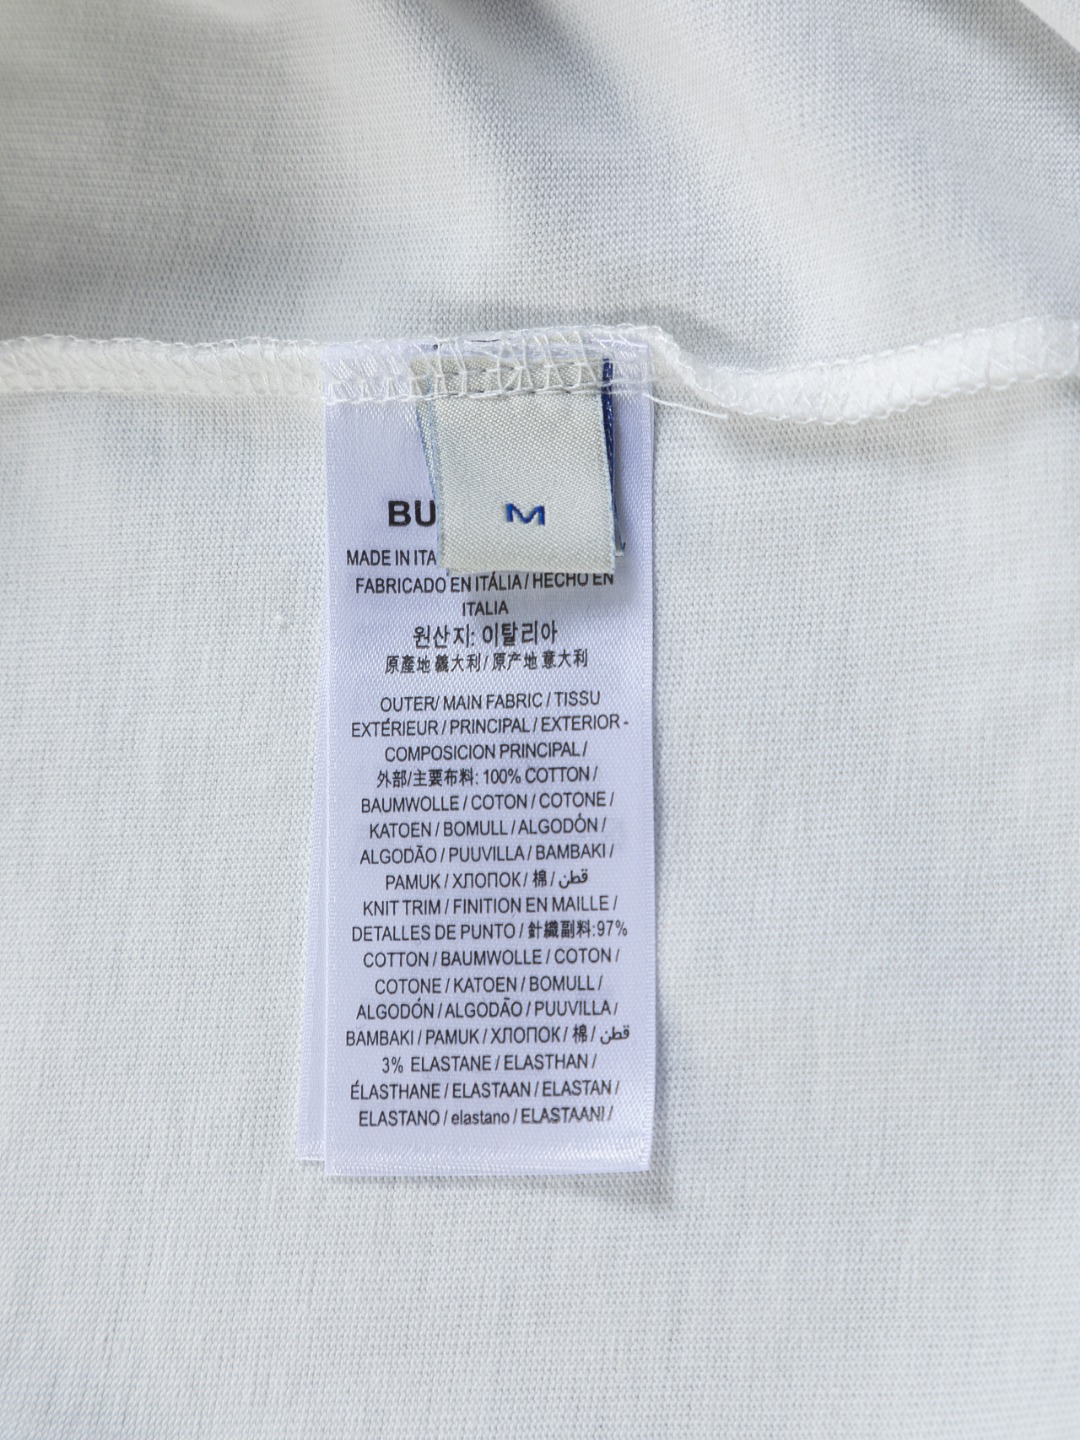 BU
M
MADE IN ITA
FABRICADO EN ITÁLIA / HECHO EN
ITALIA
원산지: 이탈리아
原產地 義大利 / 原产地 意大利
OUTER/ MAIN FABRIC / TISSU
EXTÉRIEUR / PRINCIPAL / EXTERIOR -
COMPOSICION PRINCIPAL /
外部/主要布料: 100% COTTON /
BAUMWOLLE / COTON / COTONE /
KATOEN / BOMULL / ALGODÓN /
ALGODÃO / PUUVILLA / BAMBAKI /
PAMUK / ХЛОПОК / 棉 / قطن
KNIT TRIM / FINITION EN MAILLE /
DETALLES DE PUNTO / 針織副料:97%
COTTON / BAUMWOLLE / COTON /
COTONE / KATOEN / BOMULL /
ALGODÓN / ALGODÃO / PUUVILLA /
BAMBAKI / PAMUK / ХЛОПОК / 棉 / قطن
3% ELASTANE / ELASTHAN /
ÉLASTHANE / ELASTAAN / ELASTAN /
ELASTANO / elastano / ELASTAANI /